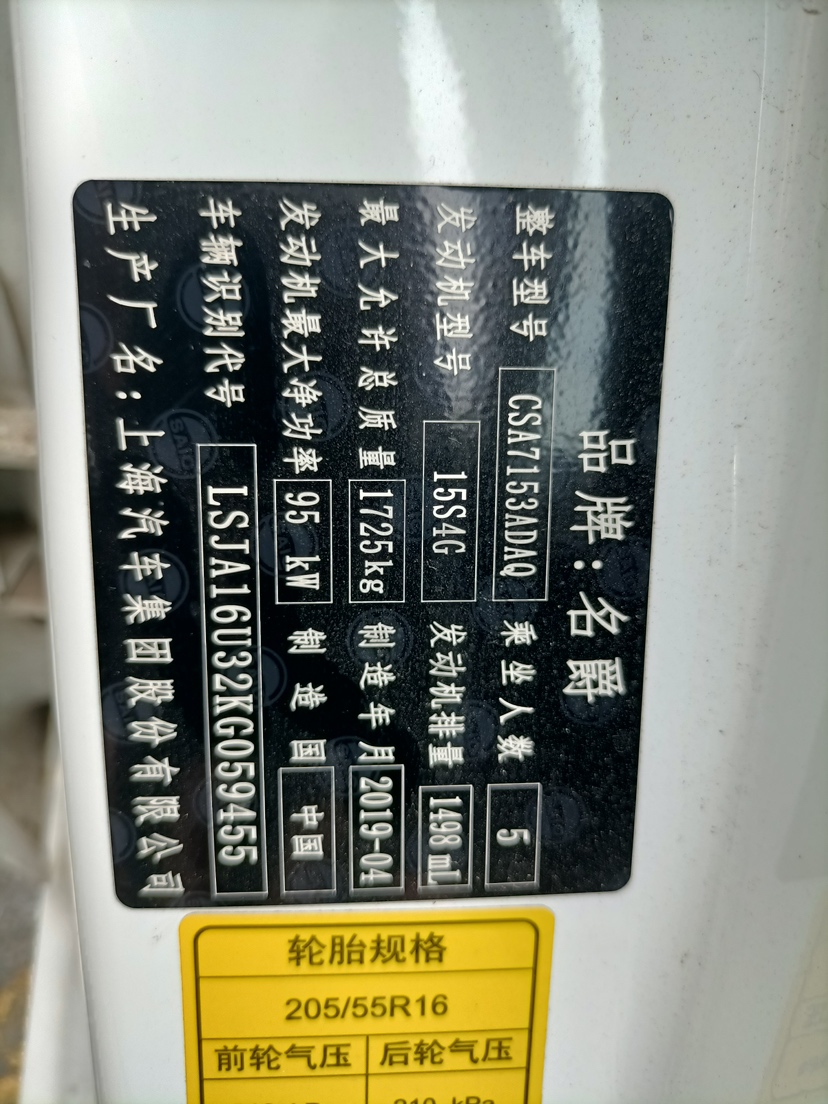 品牌:名爵
整车型号 CSA7153ADAQ 乘坐人数 5
发动机型号 15S4G 发动机排量 1498 mL
最大允许总质量 1725kg 制造年月 2019-04
发动机最大净功率 95 kW 制造国 中国
车辆识别代号 LSJA16U32KG059455
生产厂名:上海汽车集团股份有限公司
轮胎规格
205/55R16
前轮气压 后轮气压
kPa